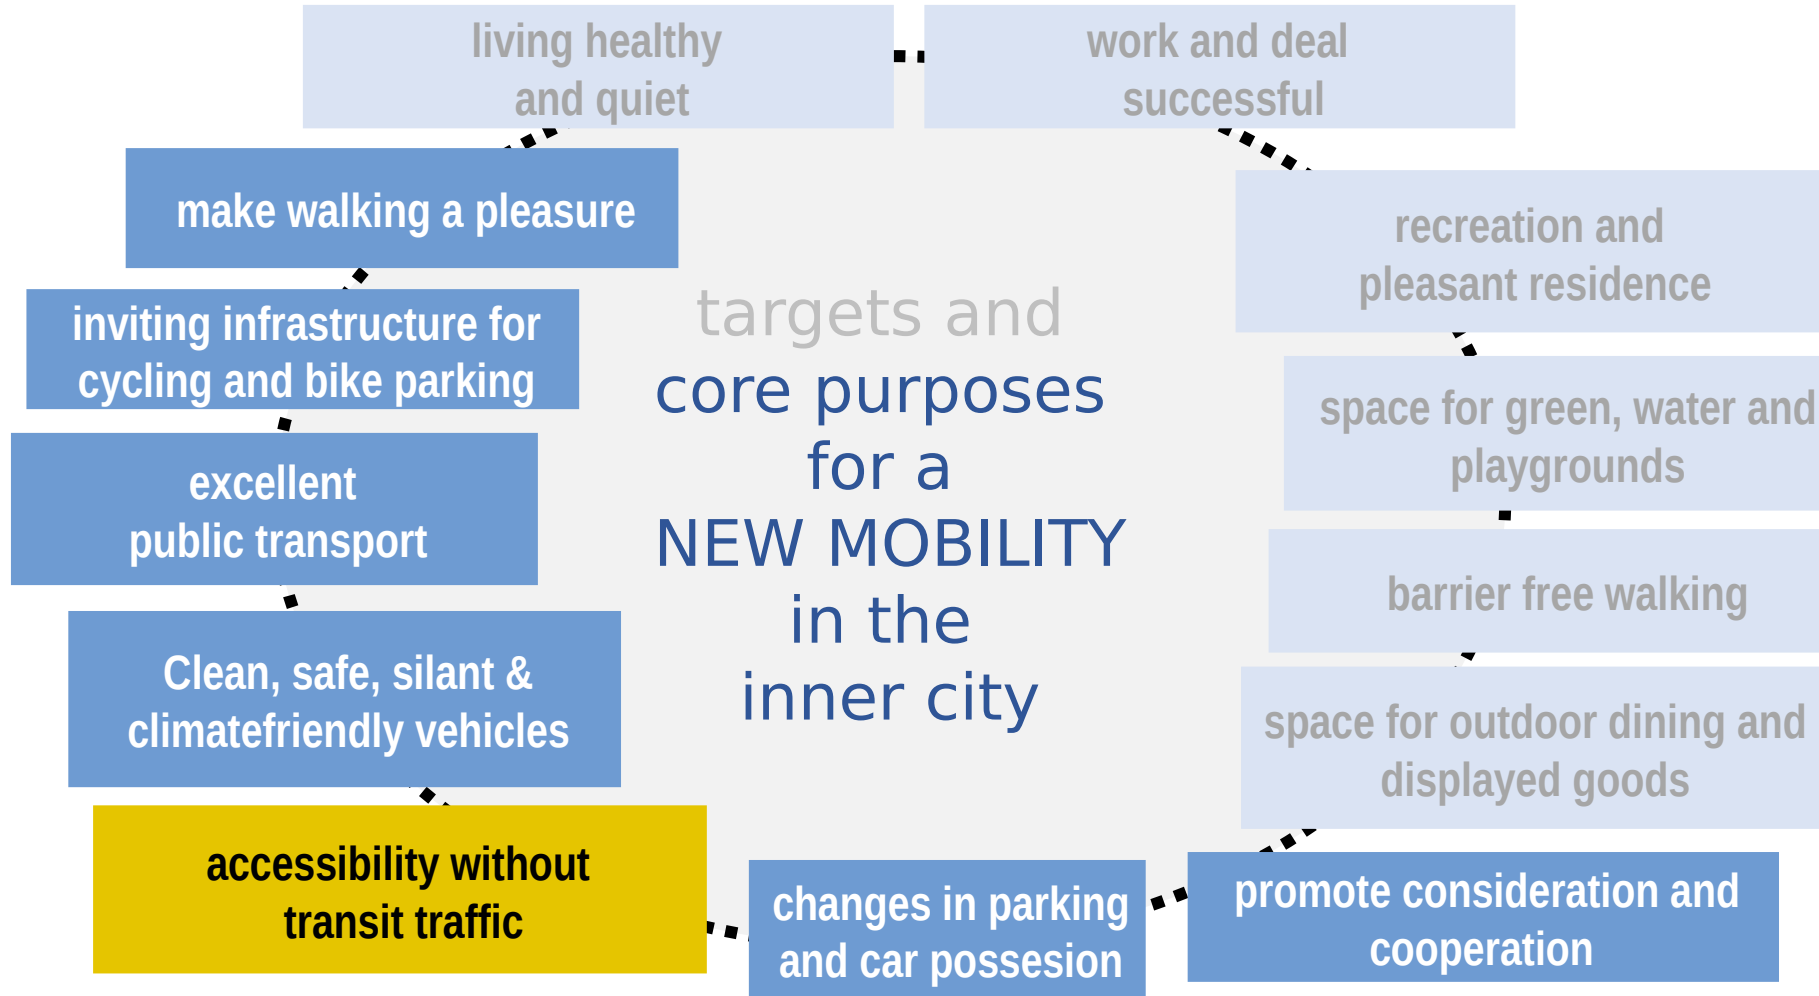 living healthy
and quiet
work and deal
successful
make walking a pleasure
recreation and
pleasant residence
inviting infrastructure for
cycling and bike parking
targets and
core purposes
for a
NEW MOBILITY
in the
inner city
space for green, water and
playgrounds
excellent
public transport
barrier free walking
Clean, safe, silant &
climatefriendly vehicles
space for outdoor dining and
displayed goods
accessibility without
transit traffic
changes in parking
and car possesion
promote consideration and
cooperation